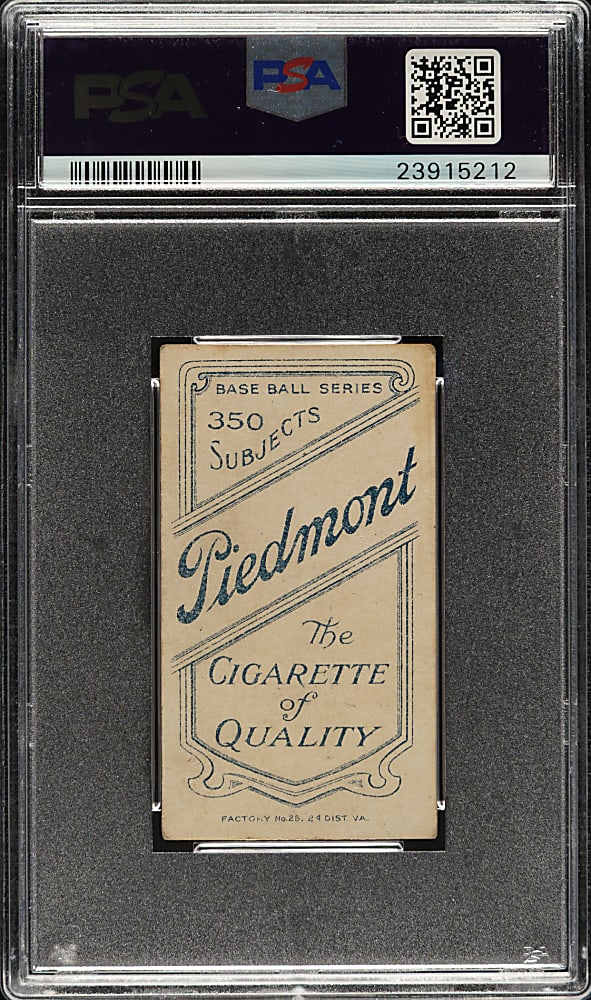 PSA
PSA
23915212
BASE BALL SERIES
350
SUBJECTS
Piedmont
The
CIGARETTE
of
QUALITY
FACTORY No.25, 2d DIST. VA.